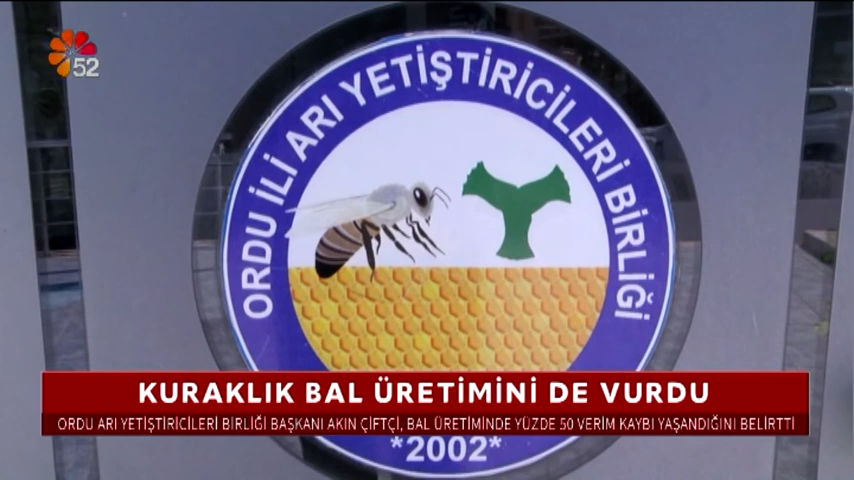 52
ORDU İLİ ARI YETİŞTİRİCİLERİ BİRLİĞİ
KURAKLIK BAL ÜRETİMİNİ DE VURDU
ORDU ARI YETİŞTİRİCİLERİ BİRLİĞİ BAŞKANI AKIN ÇİFTÇİ, BAL ÜRETİMİNDE YÜZDE 50 VERİM KAYBI YAŞANDIĞINI BELİRTTİ
*2002*